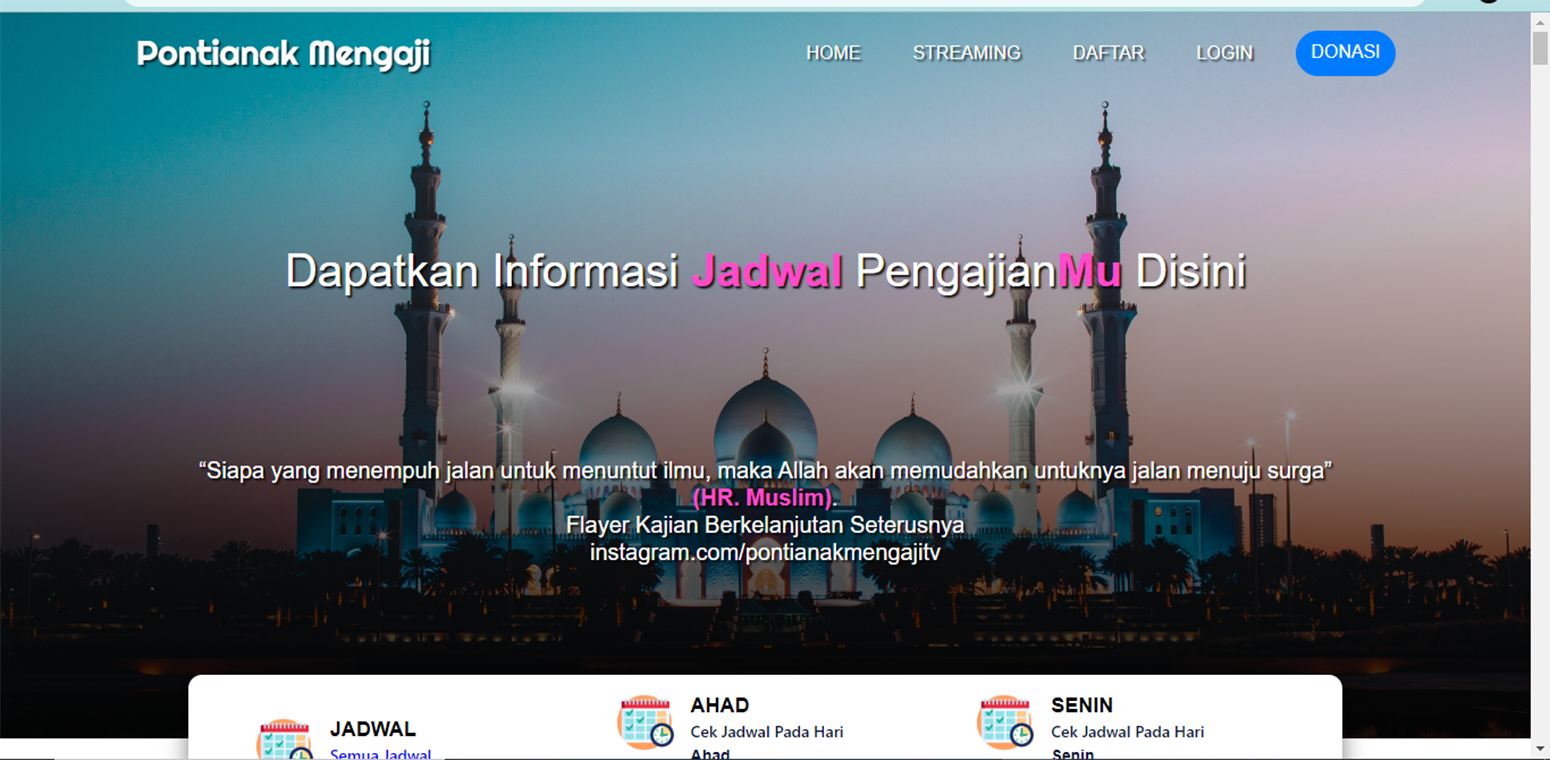 Pontianak Mengaji
HOME
STREAMING
DAFTAR
LOGIN
DONASI
Dapatkan Informasi Jadwal PengajianMu Disini
“Siapa yang menempuh jalan untuk menuntut ilmu, maka Allah akan memudahkan untuknya jalan menuju surga”
(HR. Muslim).
Flayer Kajian Berkelanjutan Seterusnya
instagram.com/pontianakmengajitv
JADWAL
Semua Jadwal
AHAD
Cek Jadwal Pada Hari
Ahad
SENIN
Cek Jadwal Pada Hari
Senin